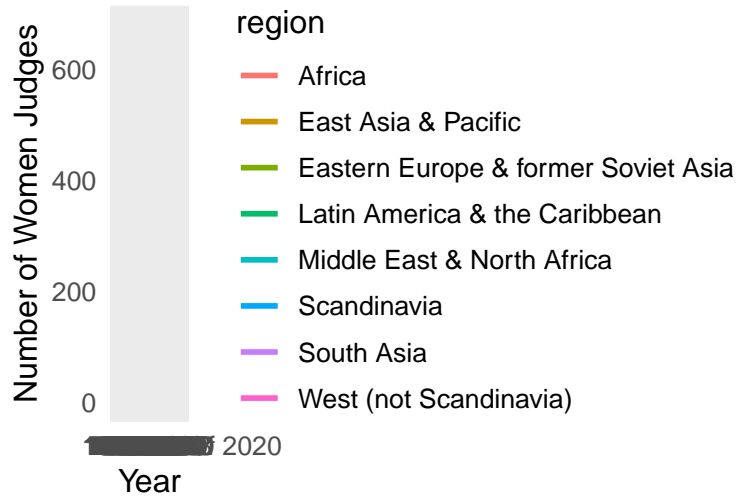 region
Africa
East Asia & Pacific
Eastern Europe & former Soviet Asia
Latin America & the Caribbean
Middle East & North Africa
Scandinavia
South Asia
West (not Scandinavia)
Number of Women Judges
600
400
200
0
2020
Year